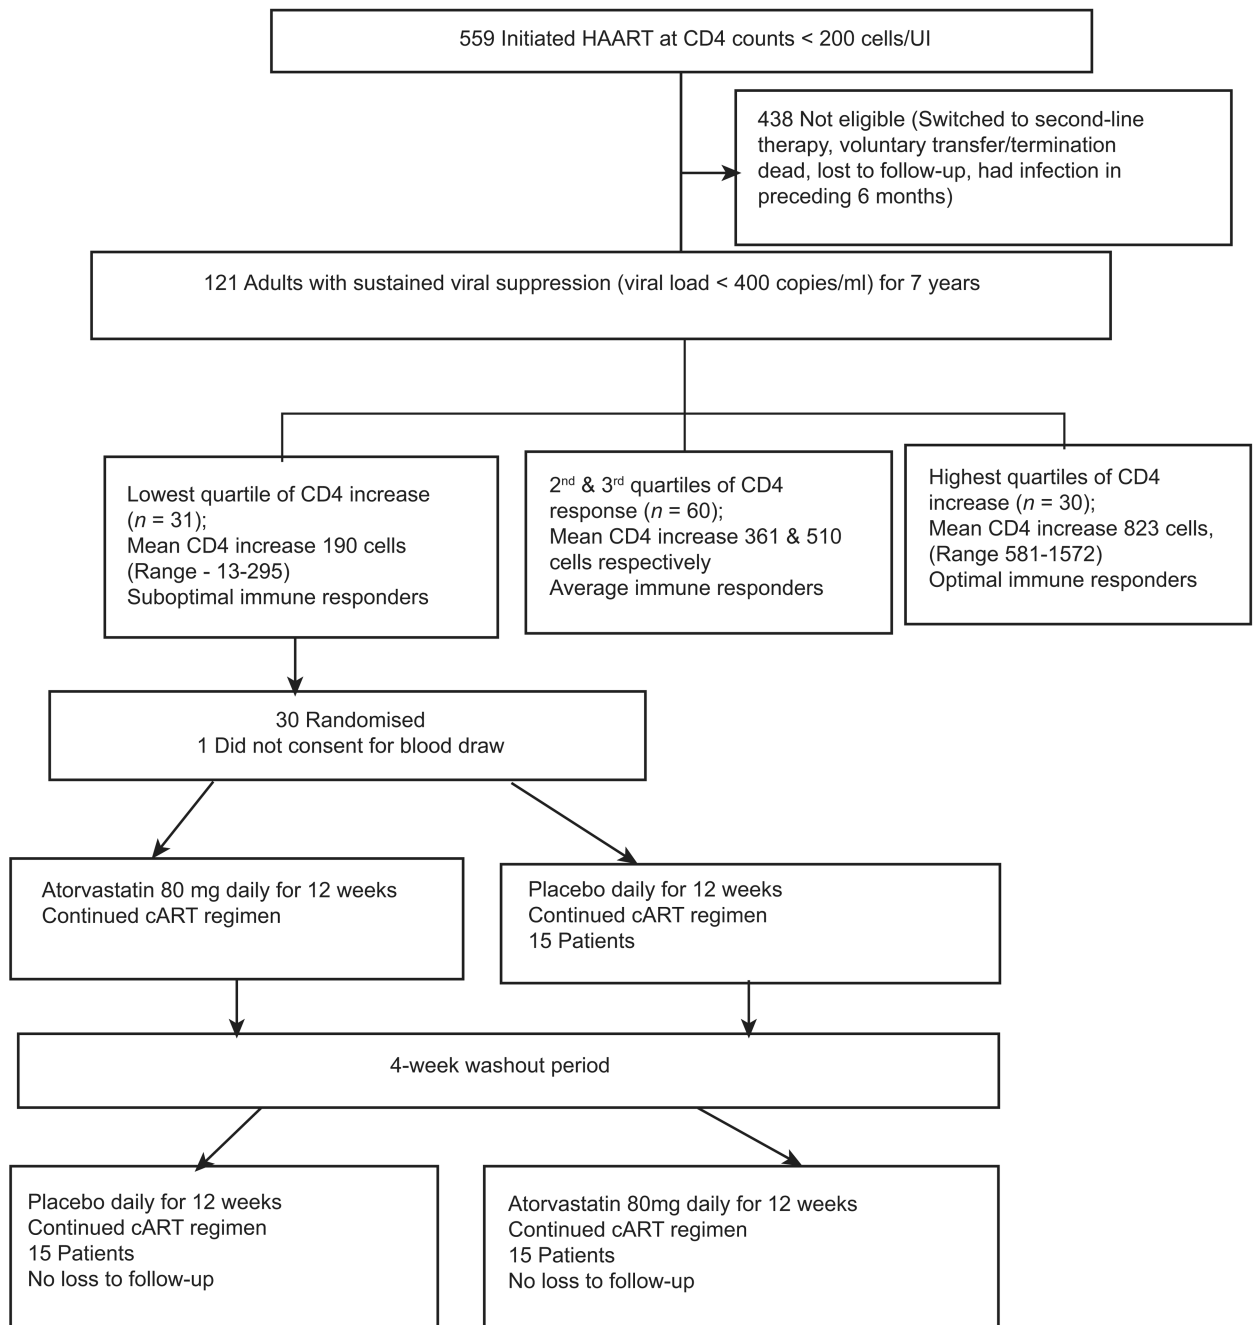 559 Initiated HAART at CD4 counts < 200 cells/UI
438 Not eligible (Switched to second-line
therapy, voluntary transfer/termination
dead, lost to follow-up, had infection in
preceding 6 months)
121 Adults with sustained viral suppression (viral load < 400 copies/ml) for 7 years
Lowest quartile of CD4 increase
(n = 31);
Mean CD4 increase 190 cells
(Range - 13-295)
Suboptimal immune responders
2nd & 3rd quartiles of CD4
response (n = 60);
Mean CD4 increase 361 & 510
cells respectively
Average immune responders
Highest quartiles of CD4
increase (n = 30);
Mean CD4 increase 823 cells,
(Range 581-1572)
Optimal immune responders
30 Randomised
1 Did not consent for blood draw
Atorvastatin 80 mg daily for 12 weeks
Continued cART regimen
Placebo daily for 12 weeks
Continued cART regimen
15 Patients
4-week washout period
Placebo daily for 12 weeks
Continued cART regimen
15 Patients
No loss to follow-up
Atorvastatin 80mg daily for 12 weeks
Continued cART regimen
15 Patients
No loss to follow-up